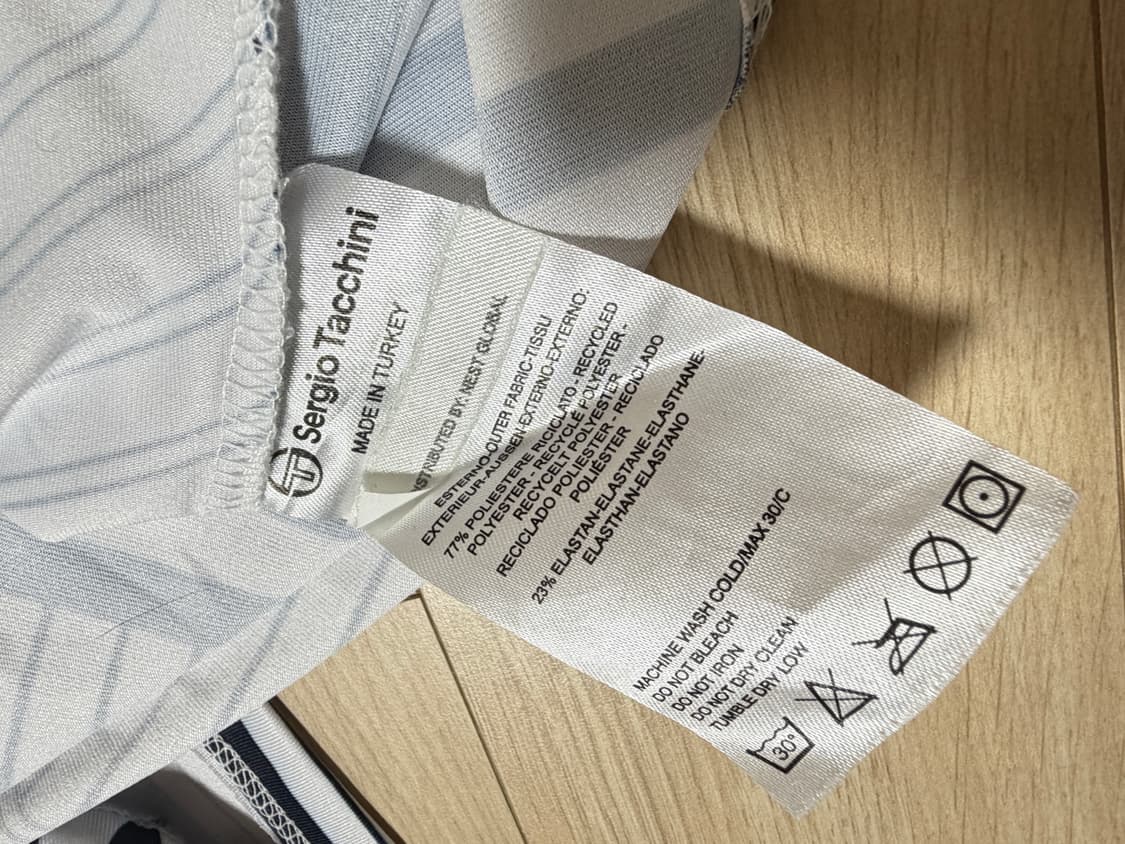 Sergio Tacchini
MADE IN TURKEY
DISTRIBUTED BY: NEST GLOBAL
ESTERNO-OUTER FABRIC-TISSU
EXTERIEUR-AUSSEN-EXTERNO-EXTERNO:
77% POLIESTERE RICICLATO - RECYCLED
POLYESTER - RECYCLÉ POLYESTER -
RECYCELT POLYESTER -
RECICLADO POLIESTER - RECICLADO
POLIÉSTER
23% ELASTAN-ELASTANE-ELASTHANE-
ELASTHAN-ELASTANO
MACHINE WASH COLD/MAX 30/C
DO NOT BLEACH
DO NOT IRON
DO NOT DRY CLEAN
TUMBLE DRY LOW
30°